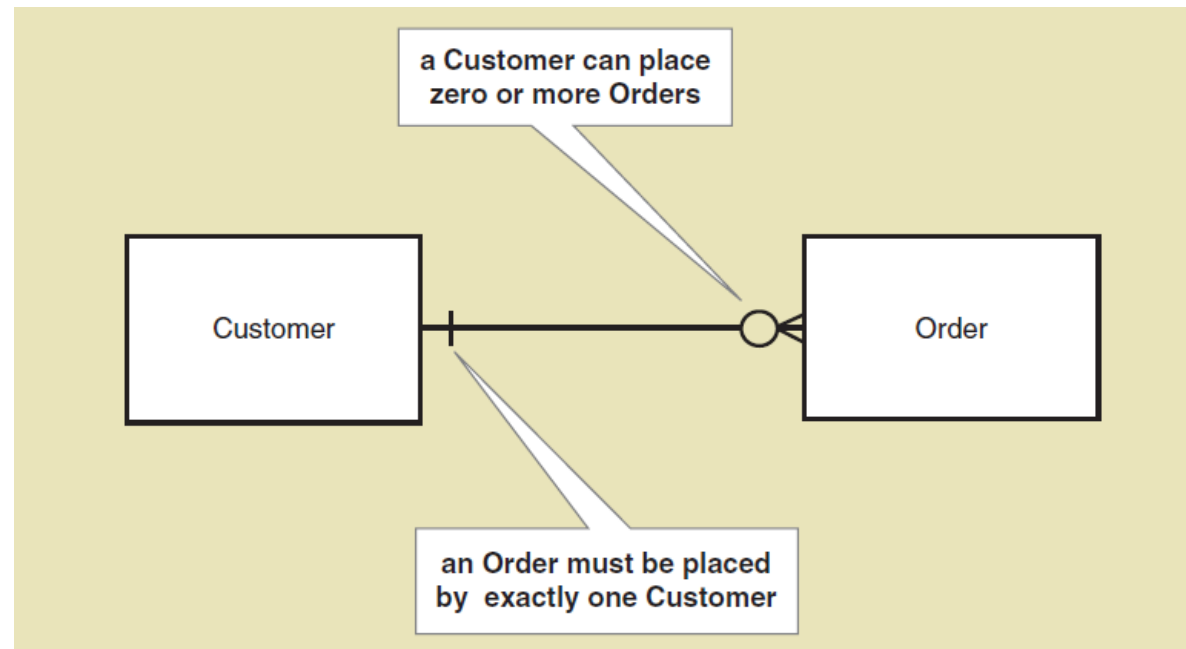 a Customer can place
zero or more Orders
Customer
Order
an Order must be placed
by exactly one Customer